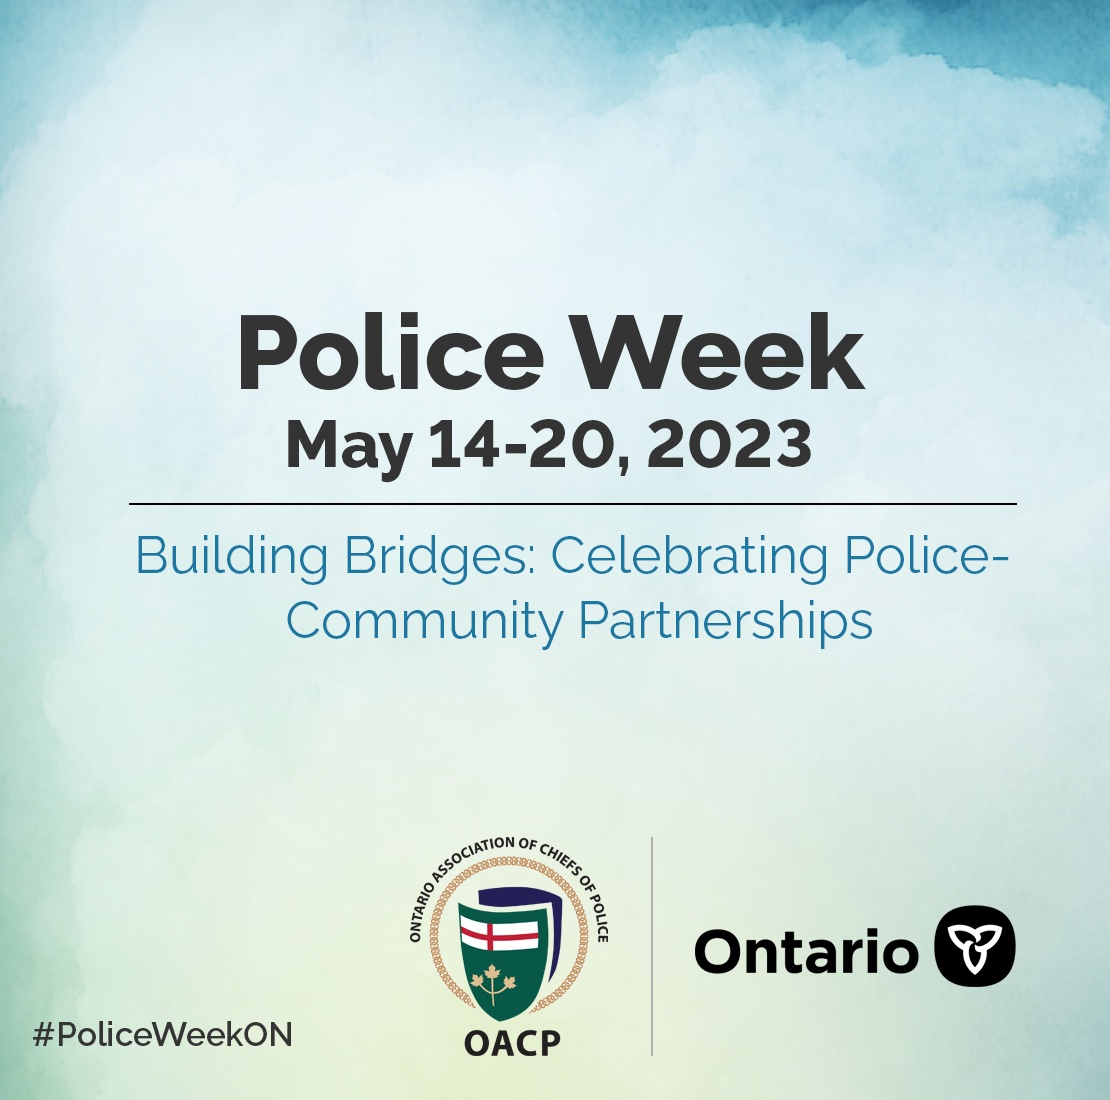 Police Week
May 14-20, 2023
Building Bridges: Celebrating Police-
Community Partnerships
ONTARIO ASSOCIATION OF CHIEFS OF POLICE
OACP
Ontario
#PoliceWeekON